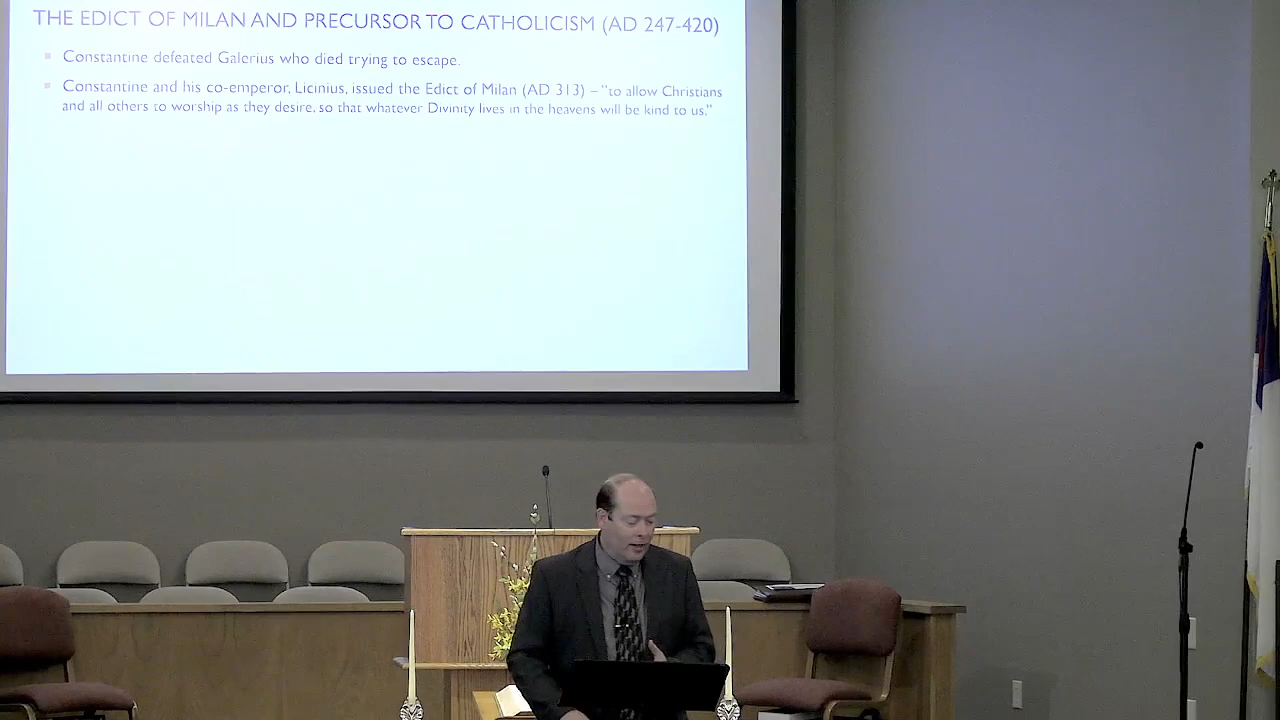 THE EDICT OF MILAN AND PRECURSOR TO CATHOLICISM (AD 247-420)
Constantine defeated Galerius who died trying to escape.
Constantine and his co-emperor, Licinius, issued the Edict of Milan (AD 313) – "to allow Christians
and all others to worship as they desire, so that whatever Divinity lives in the heavens will be kind to us."